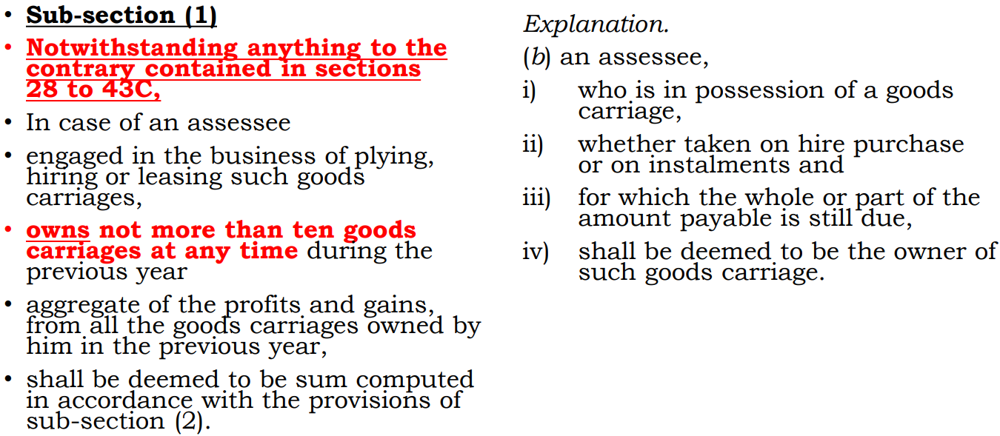 • Sub-section (1)
• Notwithstanding anything to the
contrary contained in sections
28 to 43C,
• In case of an assessee
• engaged in the business of plying,
hiring or leasing such goods
carriages,
• owns not more than ten goods
carriages at any time during the
previous year
• aggregate of the profits and gains,
from all the goods carriages owned by
him in the previous year,
• shall be deemed to be sum computed
in accordance with the provisions of
sub-section (2).
Explanation.
(b) an assessee,
i) who is in possession of a goods
carriage,
ii) whether taken on hire purchase
or on instalments and
iii) for which the whole or part of the
amount payable is still due,
iv) shall be deemed to be the owner of
such goods carriage.